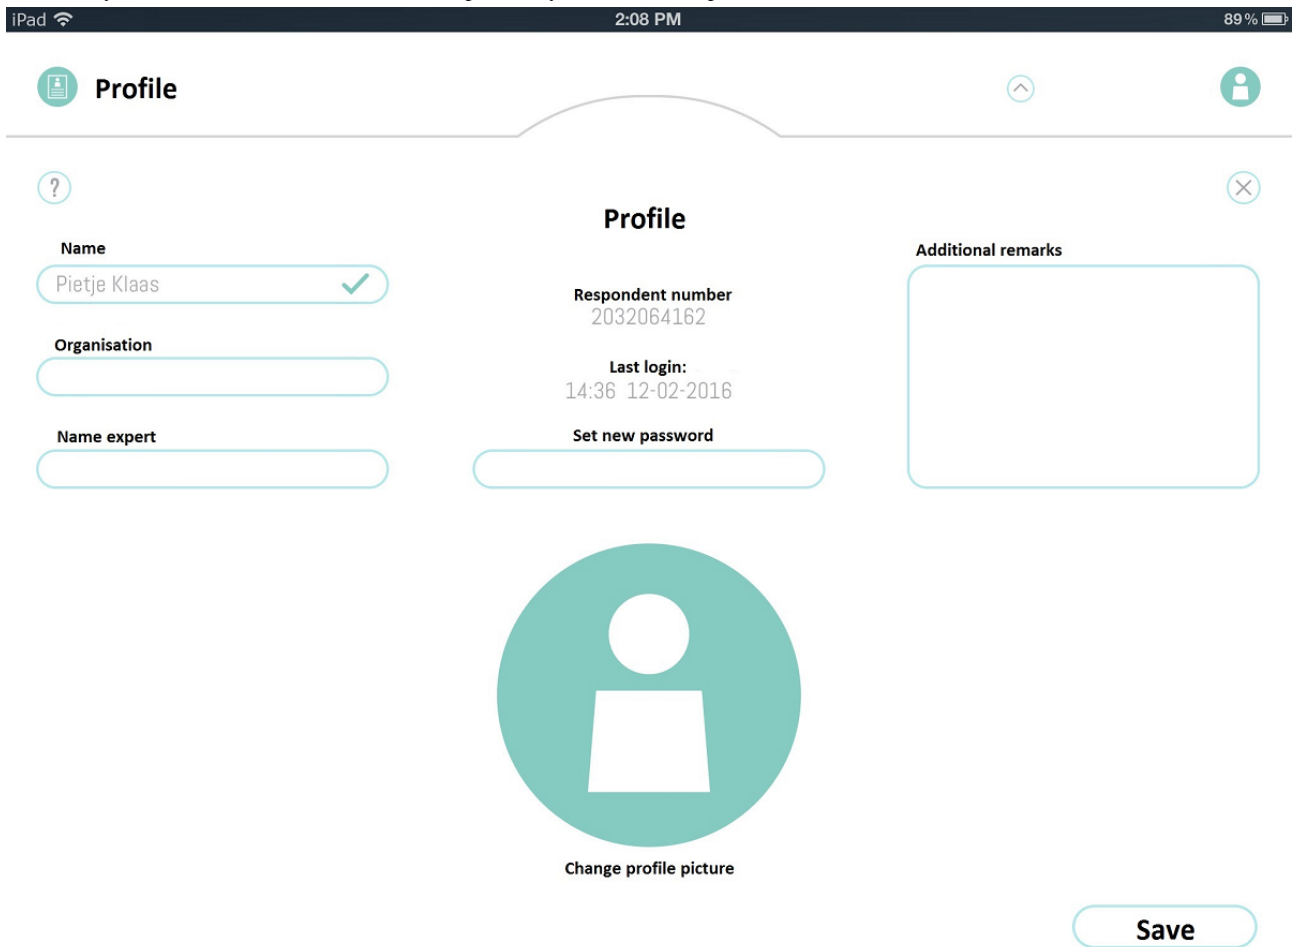 iPad 2:08 PM 89%
Profile
?
Profile
Name
Pietje Klaas
Organisation
Name expert
Respondent number
2032064162
Last login:
14:36 12-02-2016
Set new password
Additional remarks
Change profile picture
Save